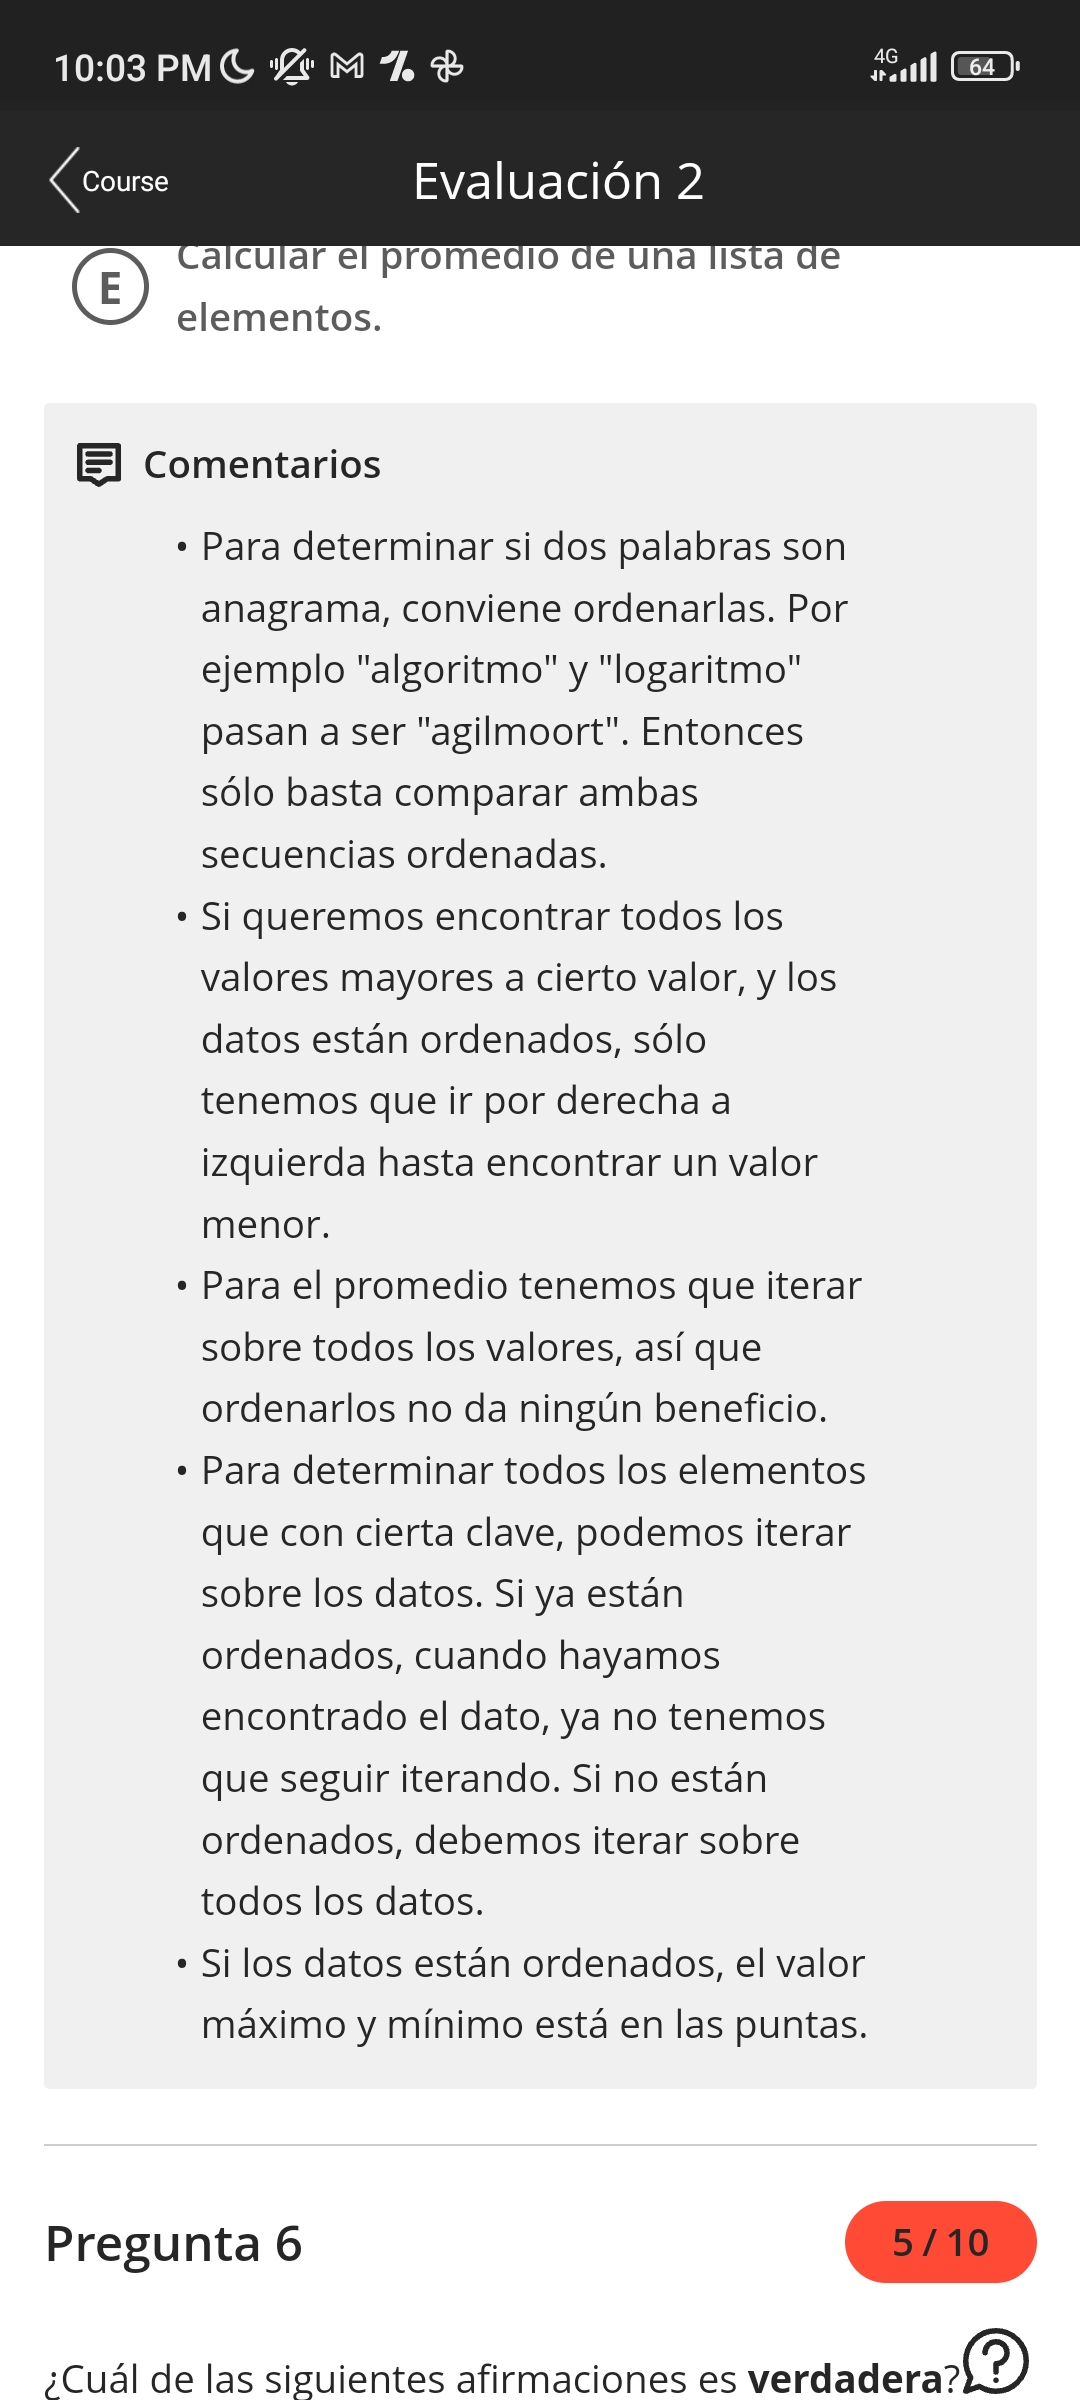 10:03 PM
4G
64
Course
Evaluación 2
E
Calcular el promedio de una lista de
elementos.
Comentarios
• Para determinar si dos palabras son
anagrama, conviene ordenarlas. Por
ejemplo "algoritmo" y "logaritmo"
pasan a ser "agilmoort". Entonces
sólo basta comparar ambas
secuencias ordenadas.
• Si queremos encontrar todos los
valores mayores a cierto valor, y los
datos están ordenados, sólo
tenemos que ir por derecha a
izquierda hasta encontrar un valor
menor.
• Para el promedio tenemos que iterar
sobre todos los valores, así que
ordenarlos no da ningún beneficio.
• Para determinar todos los elementos
que con cierta clave, podemos iterar
sobre los datos. Si ya están
ordenados, cuando hayamos
encontrado el dato, ya no tenemos
que seguir iterando. Si no están
ordenados, debemos iterar sobre
todos los datos.
• Si los datos están ordenados, el valor
máximo y mínimo está en las puntas.
Pregunta 6
5 / 10
¿Cuál de las siguientes afirmaciones es verdadera?